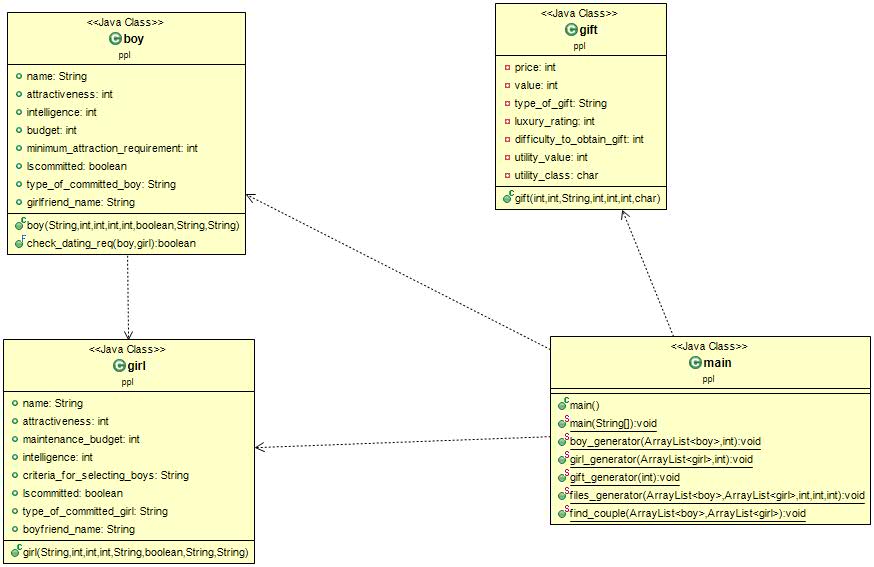 <<Java Class>>
boy
ppl
name: String
attractiveness: int
intelligence: int
budget: int
minimum_attraction_requirement: int
Iscommitted: boolean
type_of_committed_boy: String
girlfriend_name: String
boy(String,int,int,int,int,boolean,String,String)
check_dating_req(boy,girl):boolean
<<Java Class>>
gift
ppl
price: int
value: int
type_of_gift: String
luxury_rating: int
difficulty_to_obtain_gift: int
utility_value: int
utility_class: char
gift(int,int,String,int,int,int,char)
<<Java Class>>
girl
ppl
name: String
attractiveness: int
maintenance_budget: int
intelligence: int
criteria_for_selecting_boys: String
Iscommitted: boolean
type_of_committed_girl: String
boyfriend_name: String
girl(String,int,int,int,String,boolean,String,String)
<<Java Class>>
main
ppl
main()
main(String[]):void
boy_generator(ArrayList<boy>,int):void
girl_generator(ArrayList<girl>,int):void
gift_generator(int):void
files_generator(ArrayList<boy>,ArrayList<girl>,int,int,int):void
find_couple(ArrayList<boy>,ArrayList<girl>):void